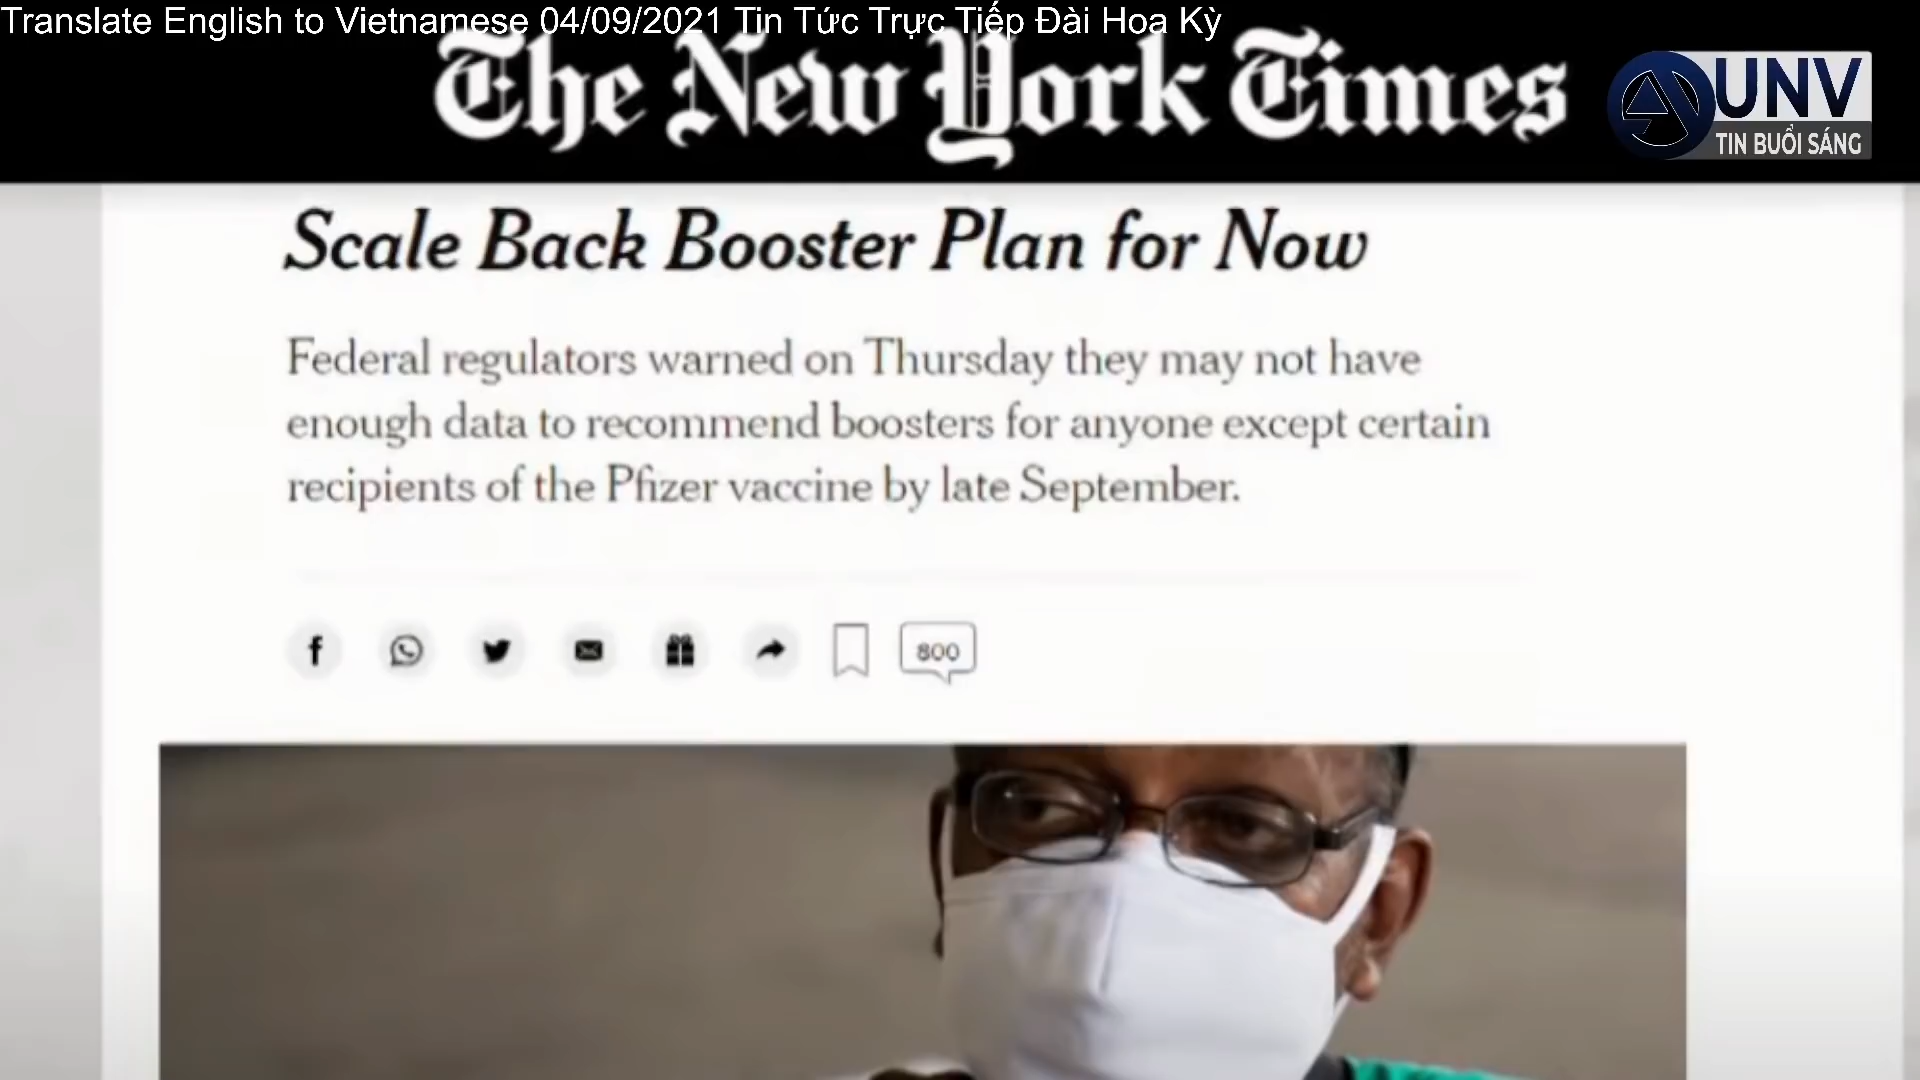 Translate English to Vietnamese 04/09/2021 Tin Tức Trực Tiếp Đài Hoa Kỳ
The New York Times
UNV
TIN BUỔI SÁNG
Scale Back Booster Plan for Now
Federal regulators warned on Thursday they may not have
enough data to recommend boosters for anyone except certain
recipients of the Pfizer vaccine by late September.
800